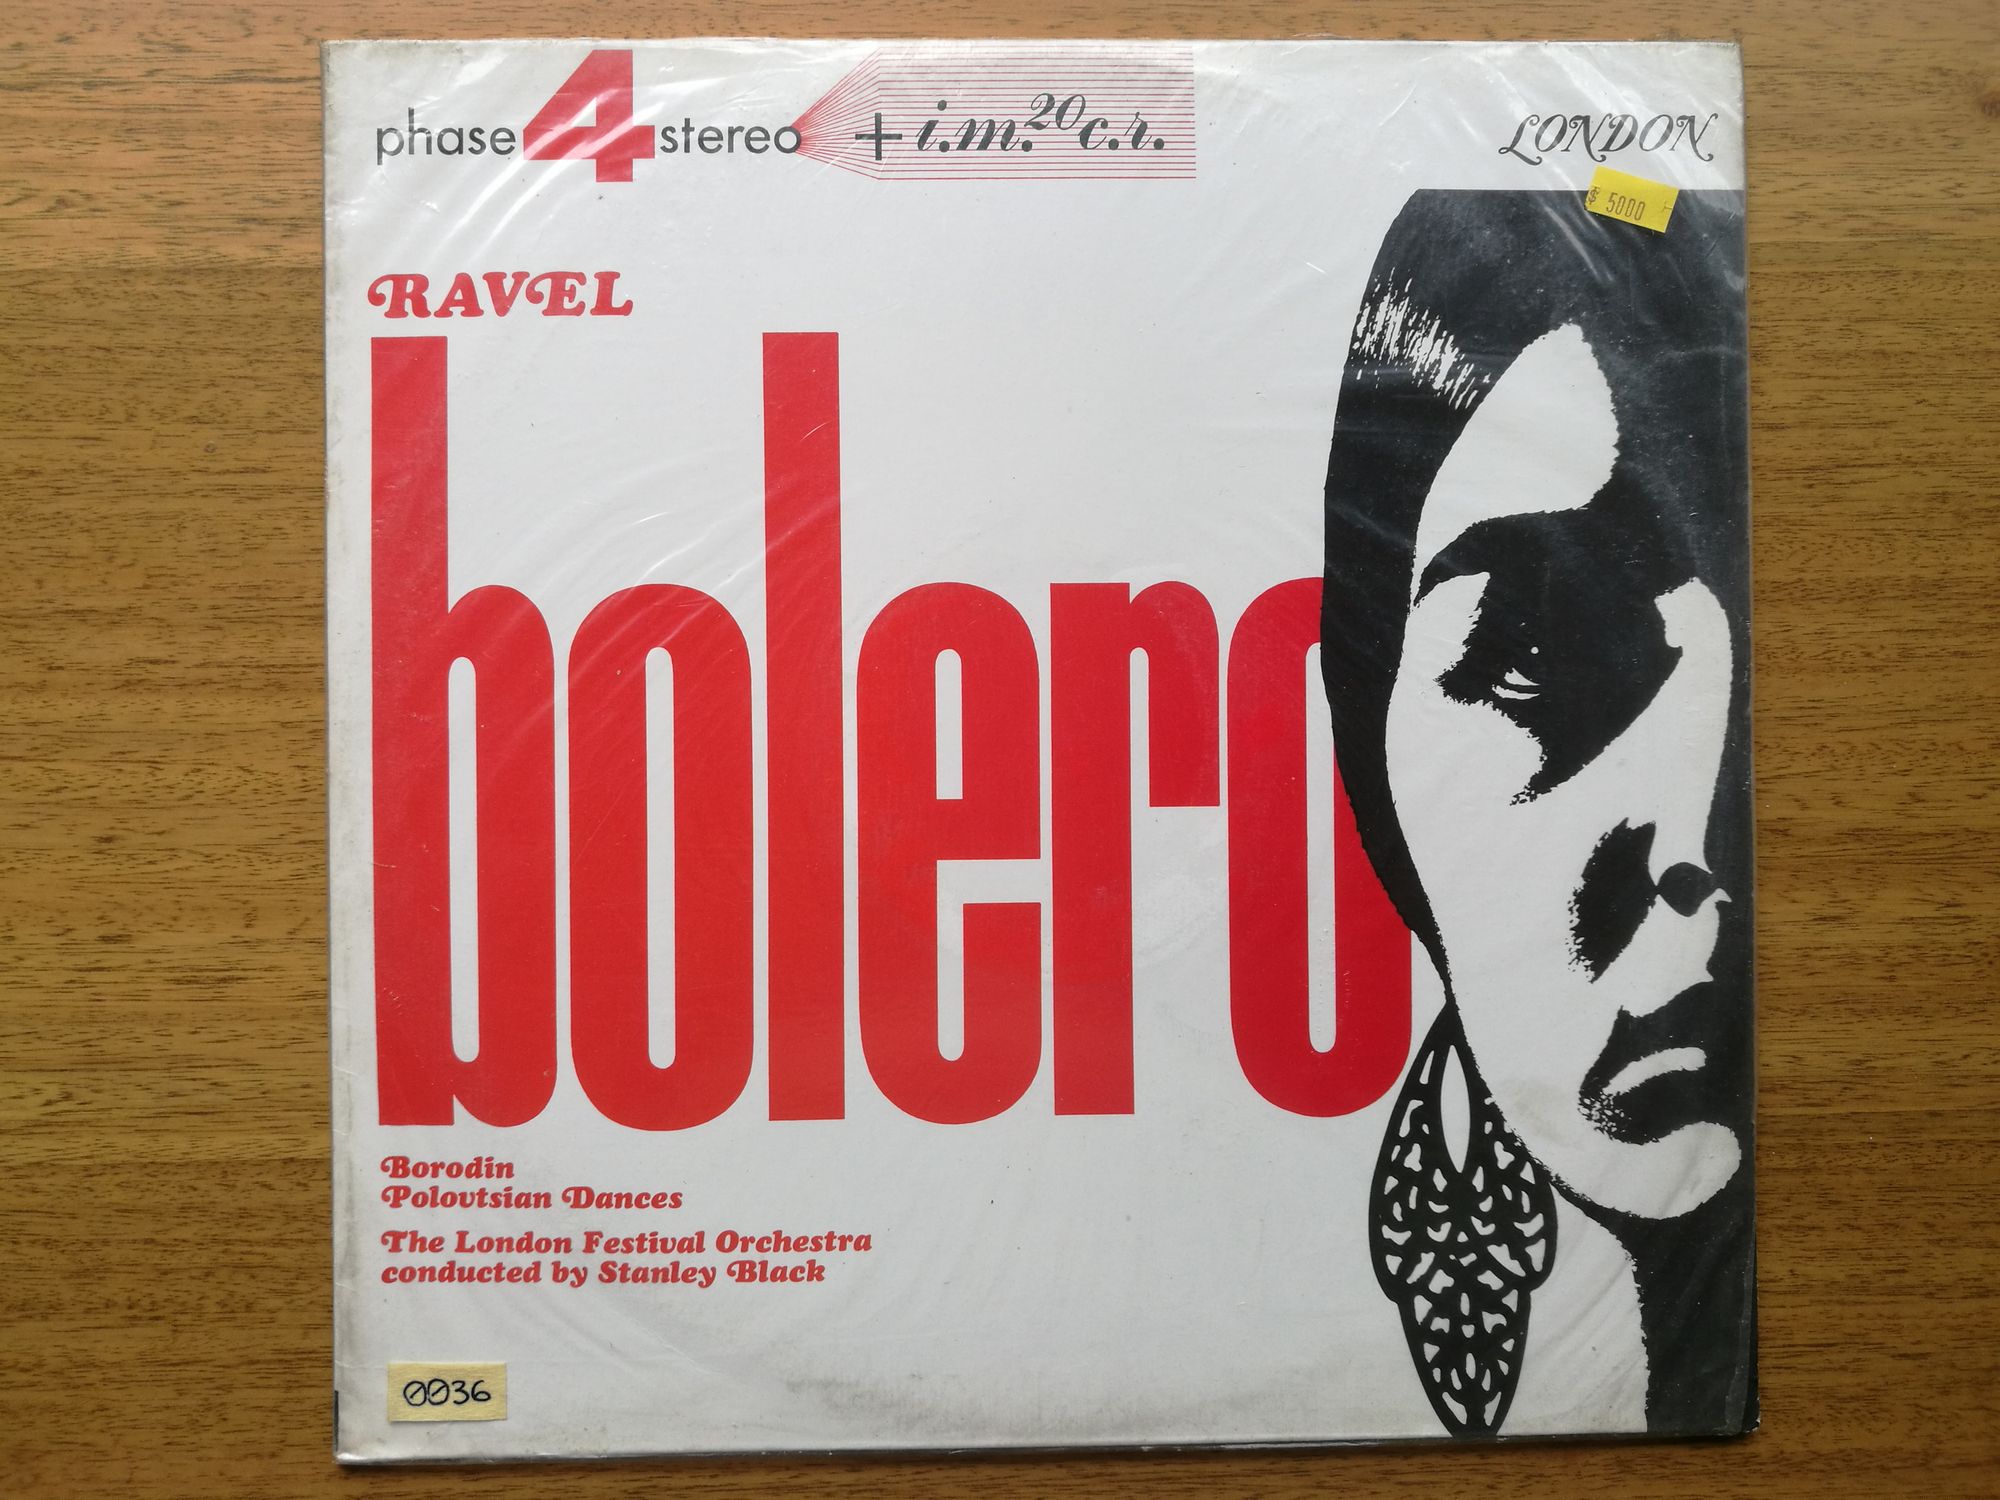 phase 4 stereo + i.m.20c.r.
LONDON
$ 5000
RAVEL
bolero
Borodin
Polovtsian Dances
The London Festival Orchestra
conducted by Stanley Black
0036